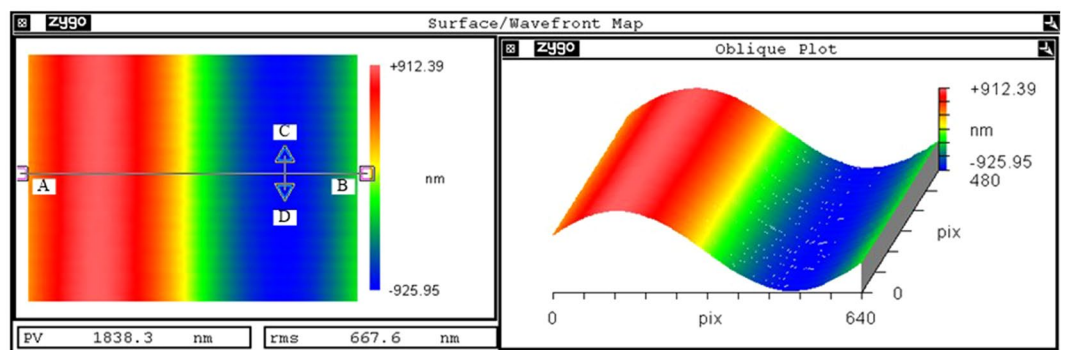 zygo
Surface/Wavefront Map
+912.39
nm
-925.95
A
B
C
D
PV 1838.3 nm
rms 667.6 nm
zygo
Oblique Plot
+912.39
nm
-925.95
480
pix
0
0
pix
640